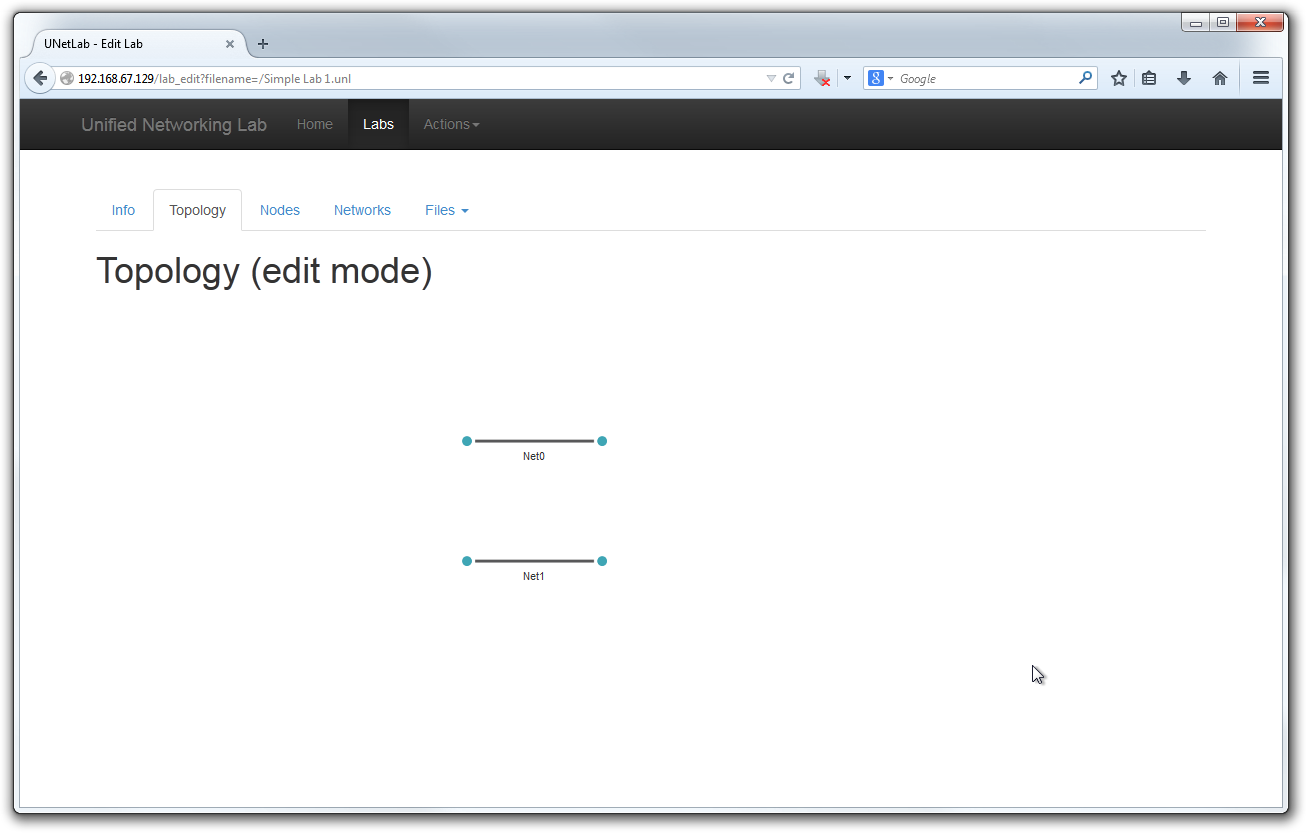 UNetLab - Edit Lab
192.168.67.129/lab_edit?filename=/Simple Lab 1.unl
8 Google
Unified Networking Lab Home Labs Actions
Info Topology Nodes Networks Files
Topology (edit mode)
Net0
Net1